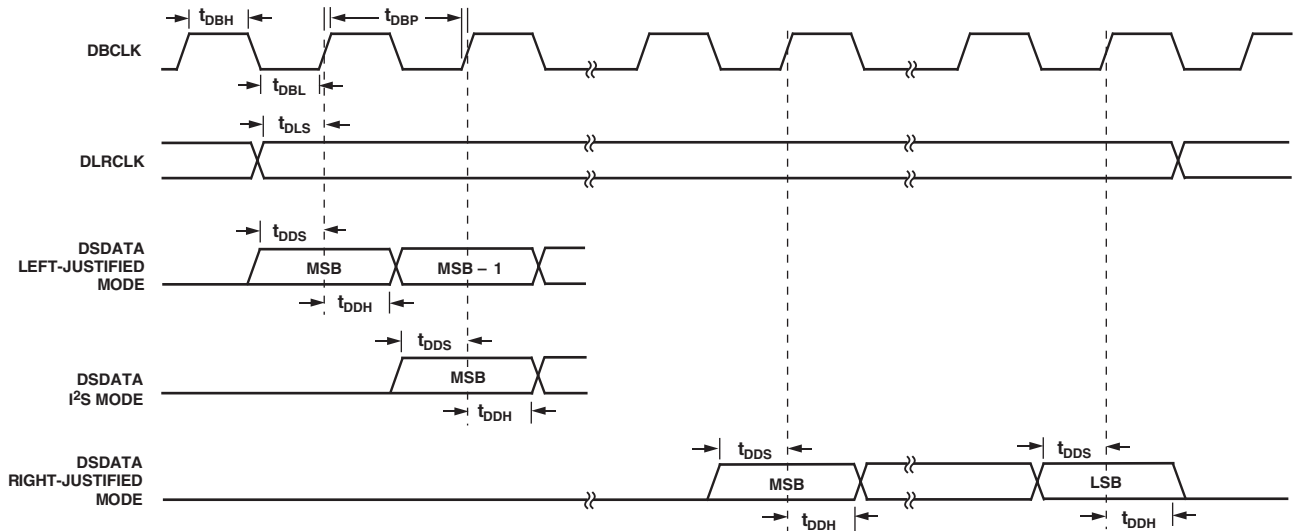 tDBH
tDBP
DBCLK
tDBL
tDLS
DLRCLK
tDDS
DSDATA
LEFT-JUSTIFIED
MODE
MSB
MSB – 1
tDDH
tDDS
DSDATA
I²S MODE
MSB
tDDH
DSDATA
RIGHT-JUSTIFIED
MODE
tDDS
tDDS
MSB
LSB
tDDH
tDDH